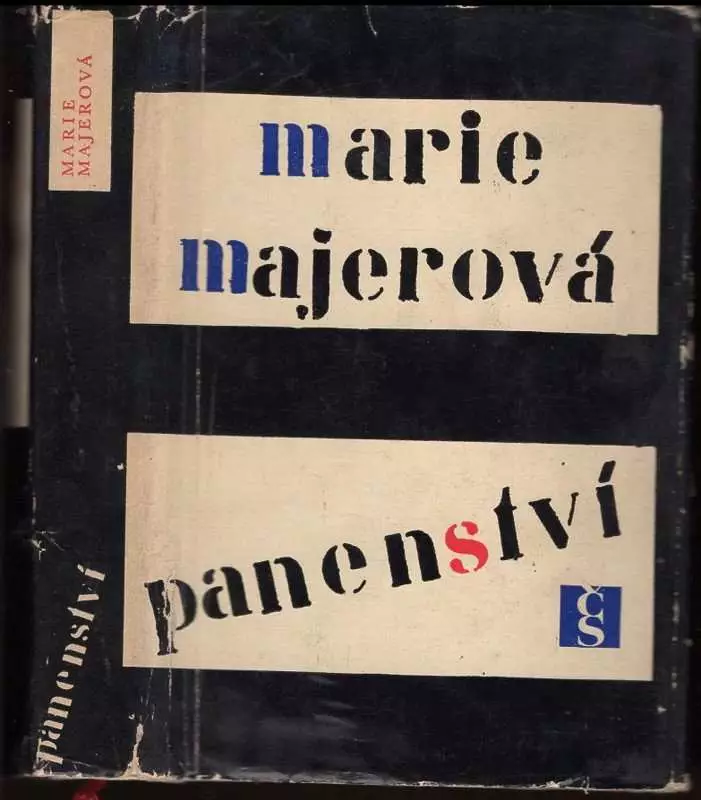 MARIE
MAJEROVÁ
marie
majerová
panenství
ČS
panenství